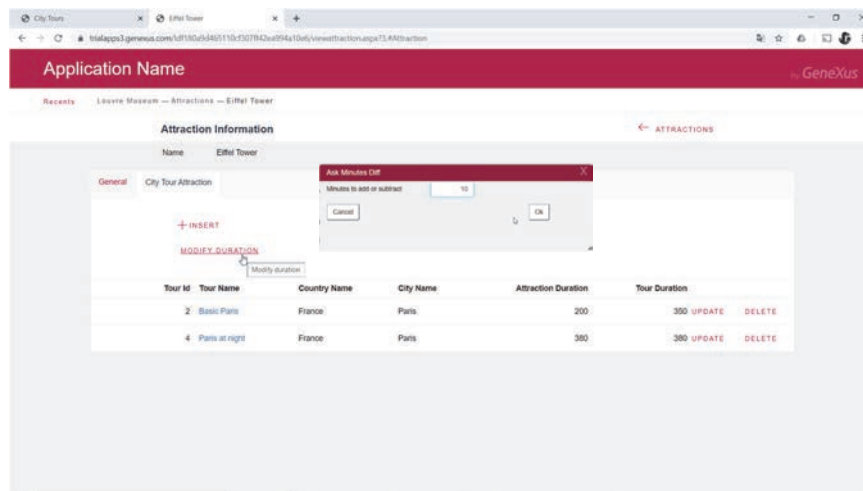 City Tours
Eiffel Tower
Application Name
by GeneXus
Recents Louvre Museum — Attractions — Eiffel Tower
Attraction Information
ATTRACTIONS
Name Eiffel Tower
General City Tour Attraction
Ask Minutes Diff X
Minutes to add or subtract 10
Cancel Ok
INSERT
MODIFY DURATION
Modify duration
Tour Id Tour Name Country Name City Name Attraction Duration Tour Duration
2 Basic Paris France Paris 200 350 UPDATE DELETE
4 Paris at night France Paris 380 380 UPDATE DELETE